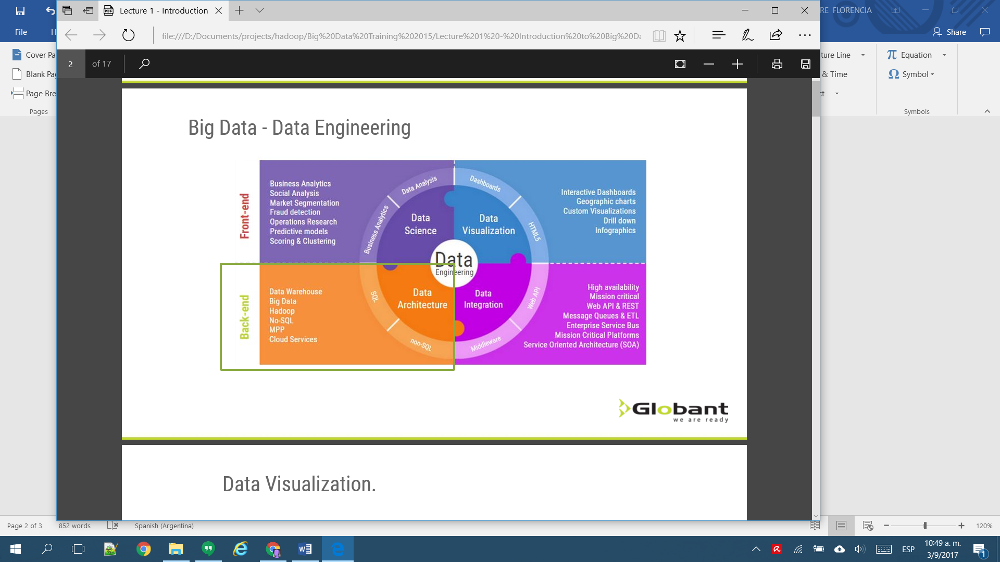 Lecture 1 - Introduction
RE FLORENCIA
File
Share
file:///D:/Documents/projects/hadoop/Big%20Data%20Training%202015/Lecture%201%20-%20Introduction%20to%20Big%20Da
2 of 17
Cover Pa
Blank Pag
Page Bre
Pages
ture Line
& Time
ct
Equation
Symbol
Symbols
Big Data - Data Engineering
Front-end
Business Analytics
Social Analysis
Market Segmentation
Fraud detection
Operations Research
Predictive models
Scoring & Clustering
Business Analytics
Data Analysis
Data
Science
Dashboards
HTML5
Data
Visualization
Interactive Dashboards
Geographic charts
Custom Visualizations
Drill down
Infographics
Data
Engineering
Back-end
Data Warehouse
Big Data
Hadoop
No-SQL
MPP
Cloud Services
SQL
non-SQL
Data
Architecture
Data
Integration
Web API
Middleware
High availability
Mission critical
Web API & REST
Message Queues & ETL
Enterprise Service Bus
Mission Critical Platforms
Service Oriented Architecture (SOA)
Globant
we are ready
Data Visualization.
Page 2 of 3
852 words
Spanish (Argentina)
120%
ESP
10:49 a. m.
3/9/2017
1